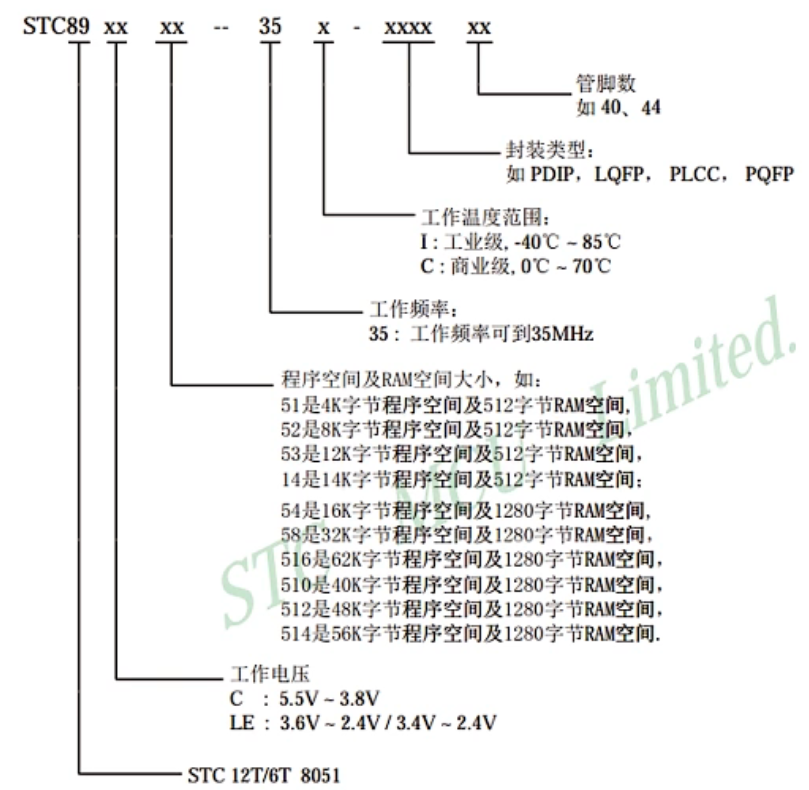 STC89 xx xx -- 35 x - xxxx xx
管脚数
如 40、44
封装类型：
如 PDIP，LQFP， PLCC， PQFP
工作温度范围：
I : 工业级, -40℃ ~ 85℃
C : 商业级, 0℃ ~ 70℃
工作频率：
35 : 工作频率可到35MHz
程序空间及RAM空间大小，如：
51是4K字节程序空间及512字节RAM空间,
52是8K字节程序空间及512字节RAM空间，
53是12K字节程序空间及512字节RAM空间，
14是14K字节程序空间及512字节RAM空间；
54是16K字节程序空间及1280字节RAM空间,
58是32K字节程序空间及1280字节RAM空间，
516是62K字节程序空间及1280字节RAM空间，
510是40K字节程序空间及1280字节RAM空间，
512是48K字节程序空间及1280字节RAM空间，
514是56K字节程序空间及1280字节RAM空间.
工作电压
C : 5.5V ~ 3.8V
LE : 3.6V ~ 2.4V / 3.4V ~ 2.4V
STC 12T/6T 8051
STC MCU Limited.